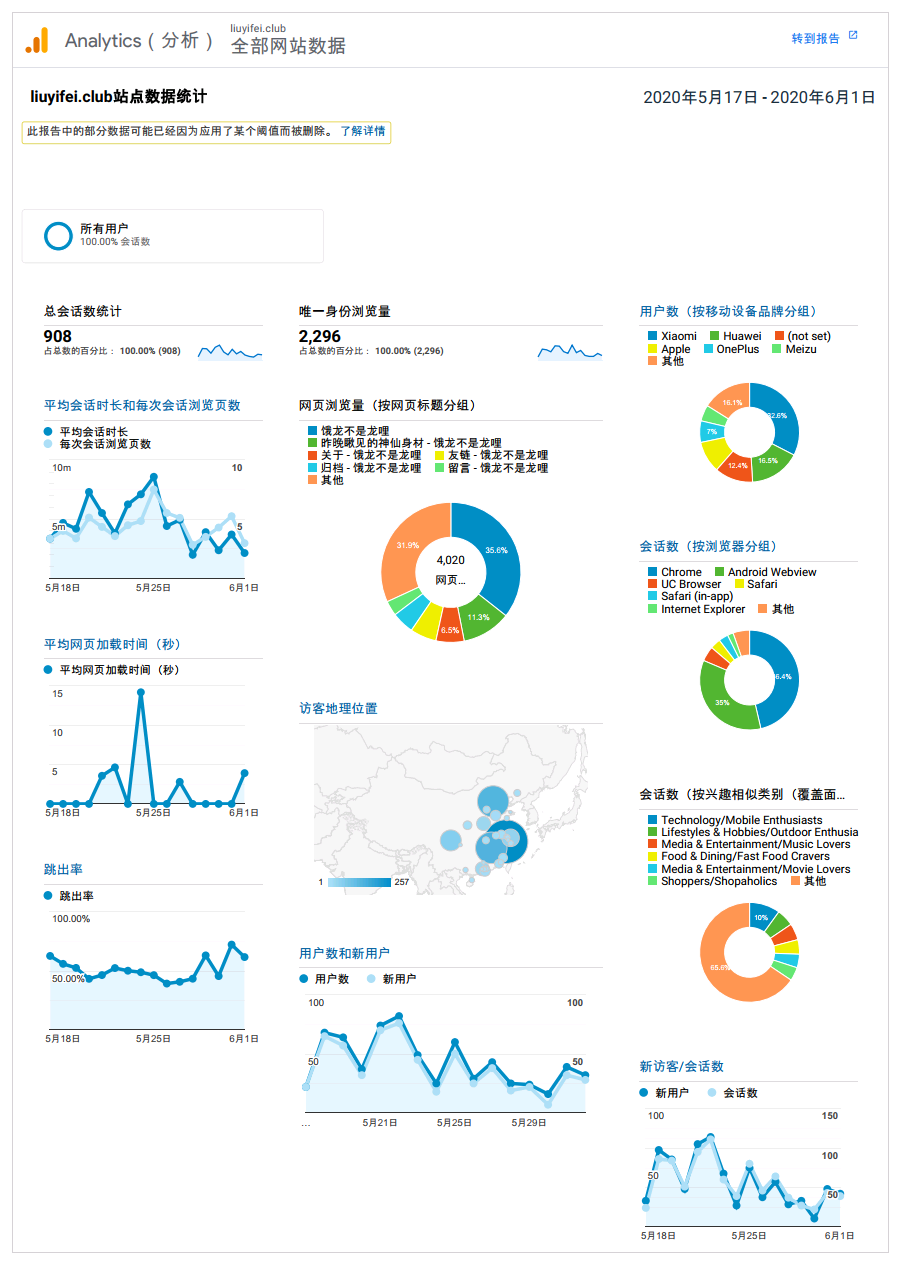 Analytics（分析）
liuyifei.club
全部网站数据
转到报告
liuyifei.club站点数据统计
2020年5月17日 - 2020年6月1日
此报告中的部分数据可能已经因为应用了某个阈值而被删除。 了解详情
所有用户
100.00% 会话数
总会话数统计
908
占总数的百分比： 100.00% (908)
平均会话时长和每次会话浏览页数
平均会话时长
每次会话浏览页数
10m 10
5m 5
5月18日 5月25日 6月1日
平均网页加载时间（秒）
平均网页加载时间（秒）
15
10
5
5月18日 5月25日 6月1日
跳出率
跳出率
100.00%
50.00%
5月18日 5月25日 6月1日
唯一身份浏览量
2,296
占总数的百分比： 100.00% (2,296)
网页浏览量（按网页标题分组）
饿龙不是龙哩
昨晚瞅见的神仙身材 - 饿龙不是龙哩
关于 - 饿龙不是龙哩 友链 - 饿龙不是龙哩
归档 - 饿龙不是龙哩 留言 - 饿龙不是龙哩
其他
31.9% 35.6%
4,020
网页...
11.3%
6.5%
访客地理位置
1 257
用户数和新用户
用户数 新用户
100 100
50 50
... 5月21日 5月25日 5月29日
用户数（按移动设备品牌分组）
Xiaomi Huawei (not set)
Apple OnePlus Meizu
其他
16.1% 32.6%
7%
12.4% 16.5%
会话数（按浏览器分组）
Chrome Android Webview
UC Browser Safari
Safari (in-app)
Internet Explorer 其他
6.4%
35%
会话数（按兴趣相似类别（覆盖面...
Technology/Mobile Enthusiasts
Lifestyles & Hobbies/Outdoor Enthusia
Media & Entertainment/Music Lovers
Food & Dining/Fast Food Cravers
Media & Entertainment/Movie Lovers
Shoppers/Shopaholics 其他
10%
65.6%
新访客/会话数
新用户 会话数
100 150
100
50 50
5月18日 5月25日 6月1日